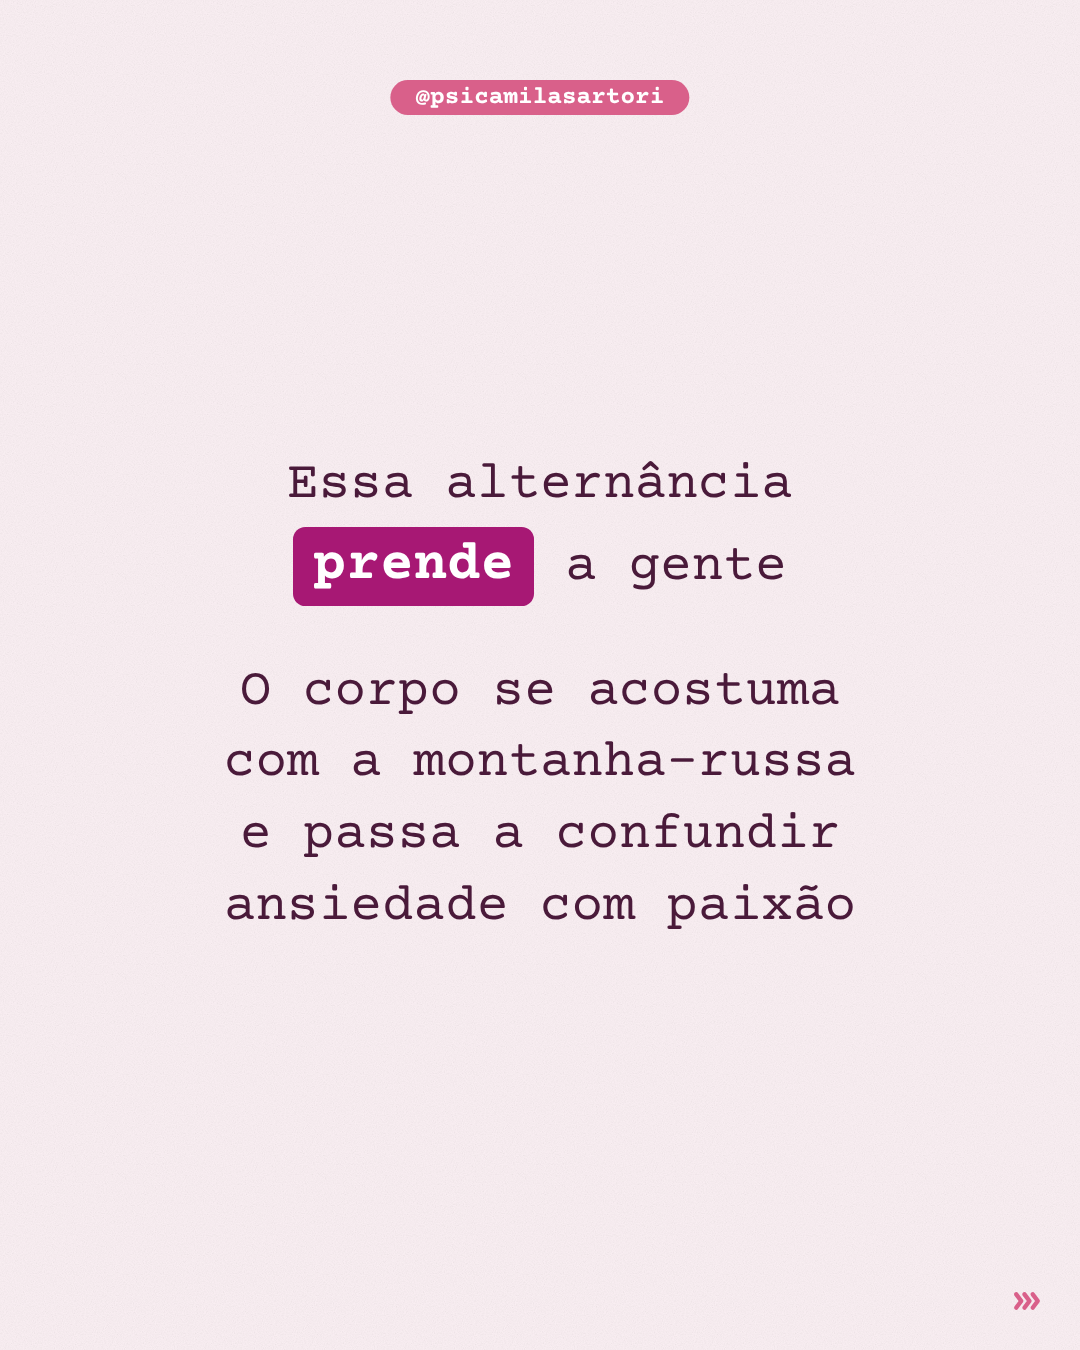 @psicamilasartori
Essa alternância
prende a gente
O corpo se acostuma
com a montanha-russa
e passa a confundir
ansiedade com paixão